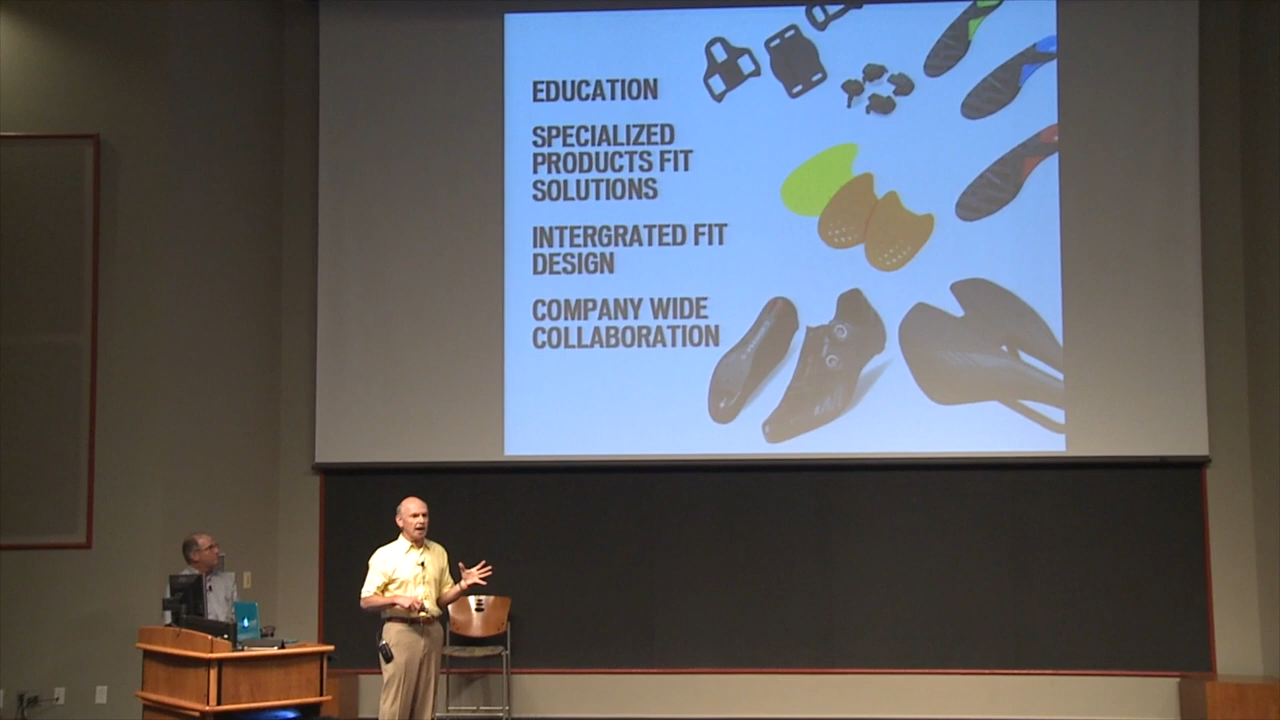 EDUCATION
SPECIALIZED
PRODUCTS FIT
SOLUTIONS
INTERGRATED FIT
DESIGN
COMPANY WIDE
COLLABORATION